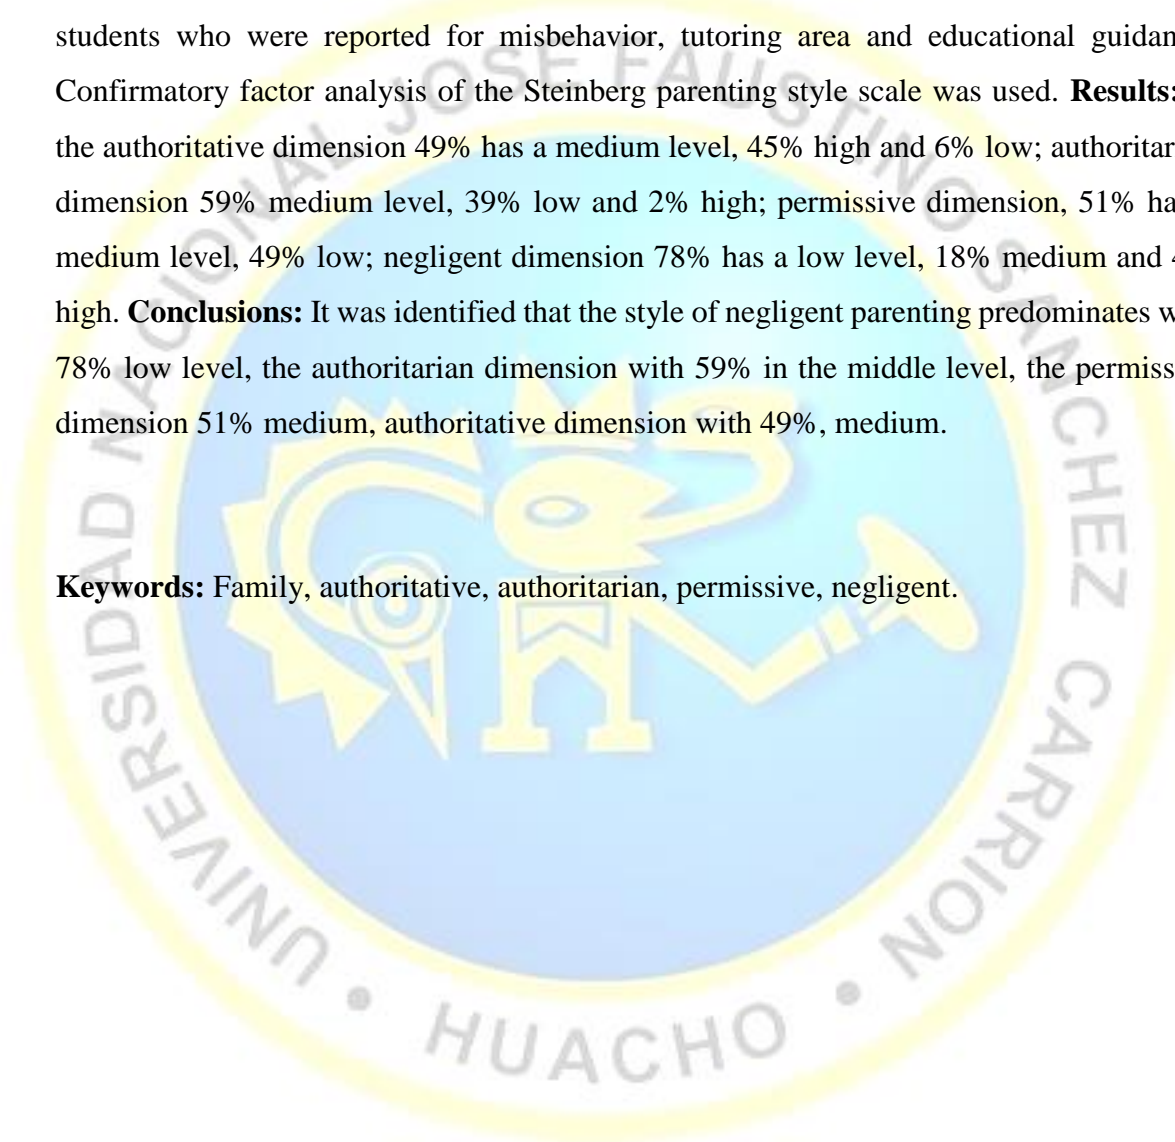 students who were reported for misbehavior, tutoring area and educational guidan
Confirmatory factor analysis of the Steinberg parenting style scale was used. Results:
the authoritative dimension 49% has a medium level, 45% high and 6% low; authoritar
dimension 59% medium level, 39% low and 2% high; permissive dimension, 51% ha
medium level, 49% low; negligent dimension 78% has a low level, 18% medium and
high. Conclusions: It was identified that the style of negligent parenting predominates w
78% low level, the authoritarian dimension with 59% in the middle level, the permiss
dimension 51% medium, authoritative dimension with 49%, medium.
Keywords: Family, authoritative, authoritarian, permissive, negligent.
UNIVERSIDAD NACIONAL JOSE FAUSTINO SANCHEZ CARRION • HUACHO •